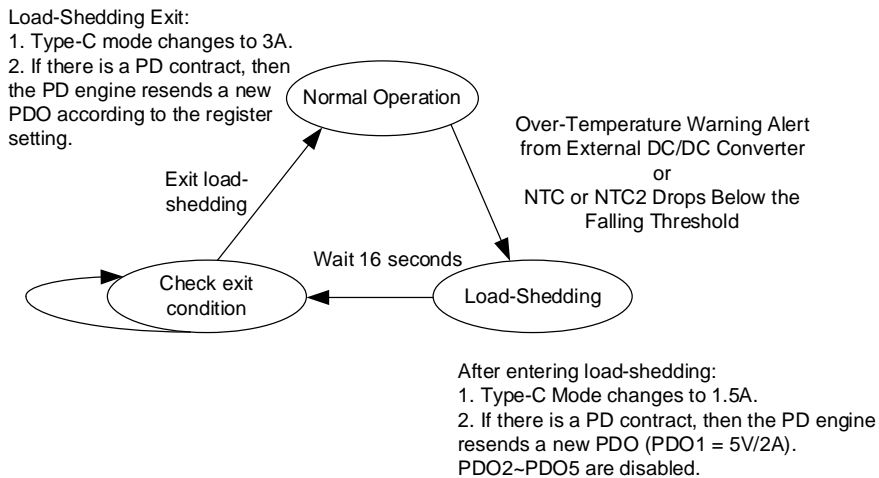 Load-Shedding Exit:
1. Type-C mode changes to 3A.
2. If there is a PD contract, then
the PD engine resends a new
PDO according to the register
setting.
Normal Operation
Over-Temperature Warning Alert
from External DC/DC Converter
or
NTC or NTC2 Drops Below the
Falling Threshold
Exit load-
shedding
Wait 16 seconds
Check exit
condition
Load-Shedding
After entering load-shedding:
1. Type-C Mode changes to 1.5A.
2. If there is a PD contract, then the PD engine
resends a new PDO (PDO1 = 5V/2A).
PDO2~PDO5 are disabled.